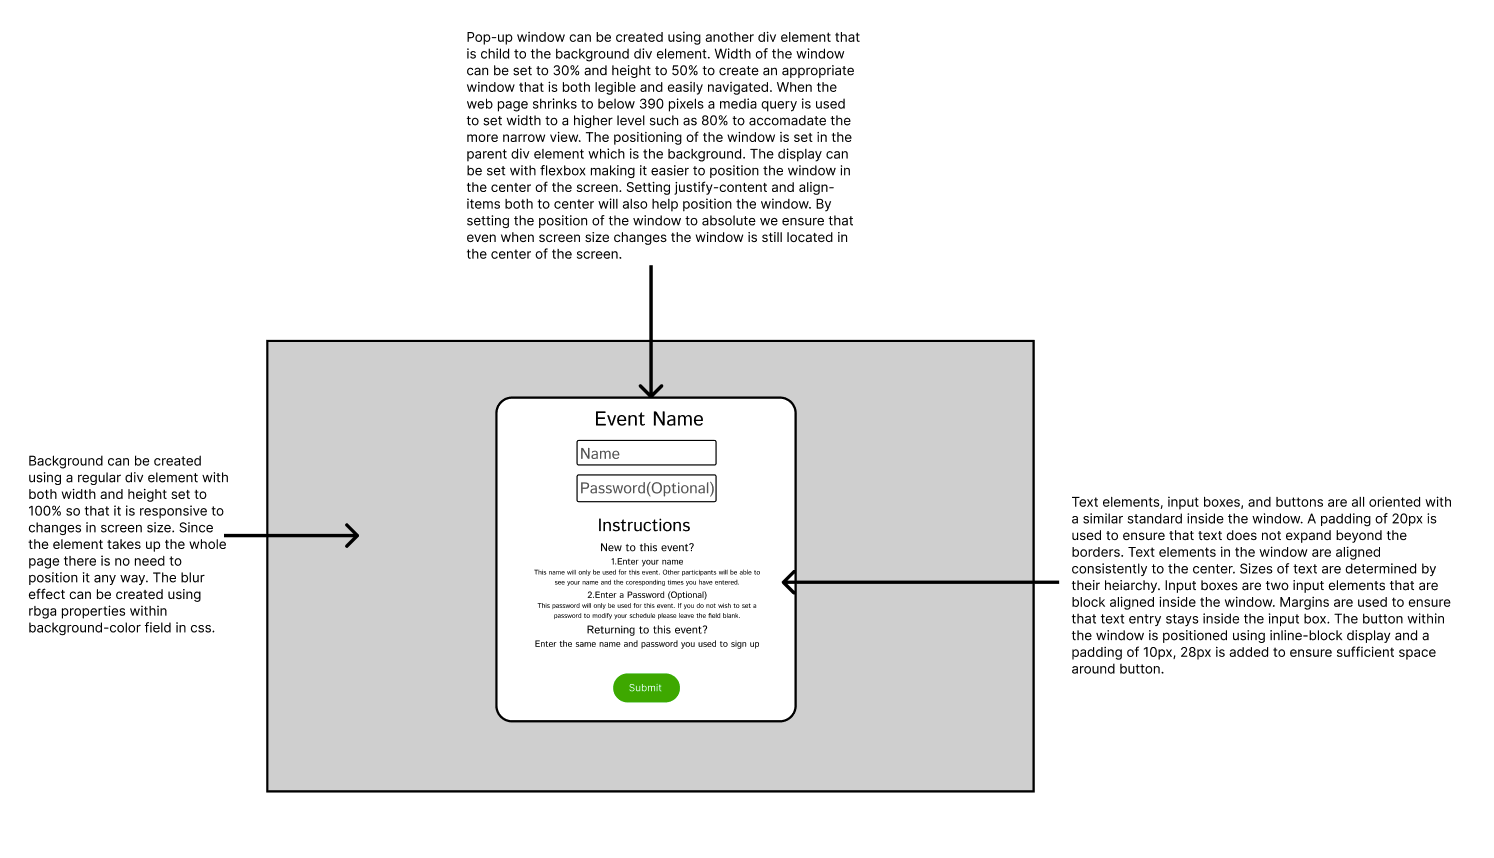 Pop-up window can be created using another div element that
is child to the background div element. Width of the window
can be set to 30% and height to 50% to create an appropriate
window that is both legible and easily navigated. When the
web page shrinks to below 390 pixels a media query is used
to set width to a higher level such as 80% to accomadate the
more narrow view. The positioning of the window is set in the
parent div element which is the background. The display can
be set with flexbox making it easier to position the window in
the center of the screen. Setting justify-content and align-
items both to center will also help position the window. By
setting the position of the window to absolute we ensure that
even when screen size changes the window is still located in
the center of the screen.
Background can be created
using a regular div element with
both width and height set to
100% so that it is responsive to
changes in screen size. Since
the element takes up the whole
page there is no need to
position it any way. The blur
effect can be created using
rbga properties within
background-color field in css.
Event Name
Name
Password(Optional)
Instructions
New to this event?
1.Enter your name
This name will only be used for this event. Other participants will be able to
see your name and the coresponding times you have entered.
2.Enter a Password (Optional)
This password will only be used for this event. If you do not wish to set a
password to modify your schedule please leave the field blank.
Returning to this event?
Enter the same name and password you used to sign up
Submit
Text elements, input boxes, and buttons are all oriented with
a similar standard inside the window. A padding of 20px is
used to ensure that text does not expand beyond the
borders. Text elements in the window are aligned
consistently to the center. Sizes of text are determined by
their heiarchy. Input boxes are two input elements that are
block aligned inside the window. Margins are used to ensure
that text entry stays inside the input box. The button within
the window is positioned using inline-block display and a
padding of 10px, 28px is added to ensure sufficient space
around button.